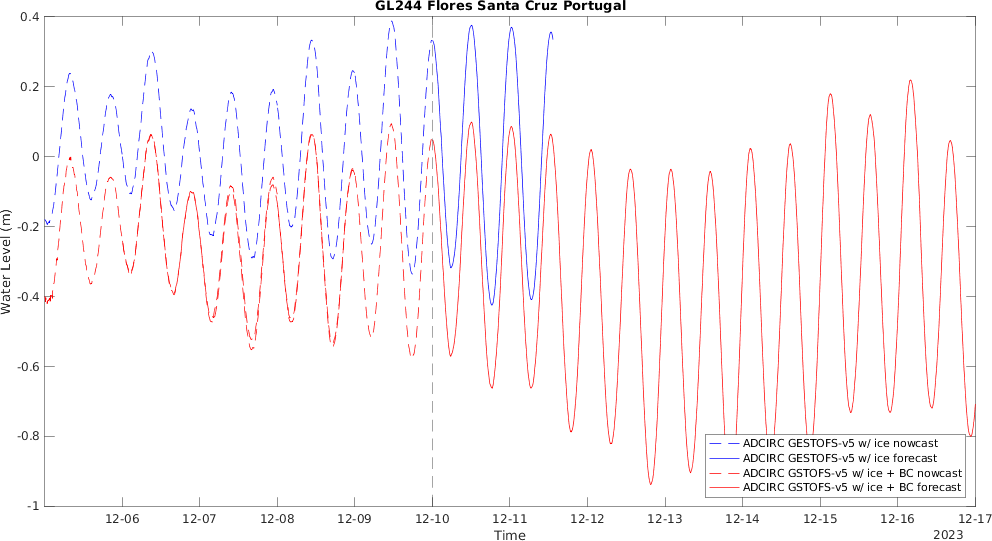 GL244 Flores Santa Cruz Portugal
0.4
0.2
0
-0.2
-0.4
-0.6
-0.8
-1
Water Level (m)
ADCIRC GESTOFS-v5 w/ ice nowcast
ADCIRC GESTOFS-v5 w/ ice forecast
ADCIRC GSTOFS-v5 w/ ice + BC nowcast
ADCIRC GSTOFS-v5 w/ ice + BC forecast
12-06 12-07 12-08 12-09 12-10 12-11 12-12 12-13 12-14 12-15 12-16 12-17
Time
2023